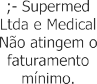 ;- Supermed
Ltda e Medical
Não atingem o
faturamento
mínimo.